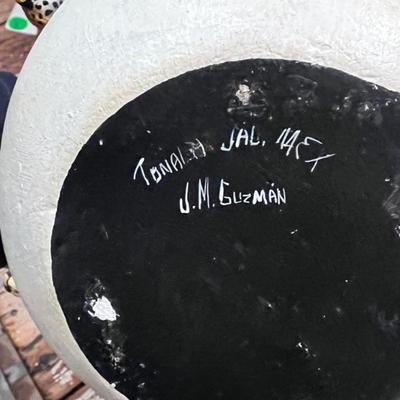 TONALA JAL. MEX
J.M. GUZMÁN